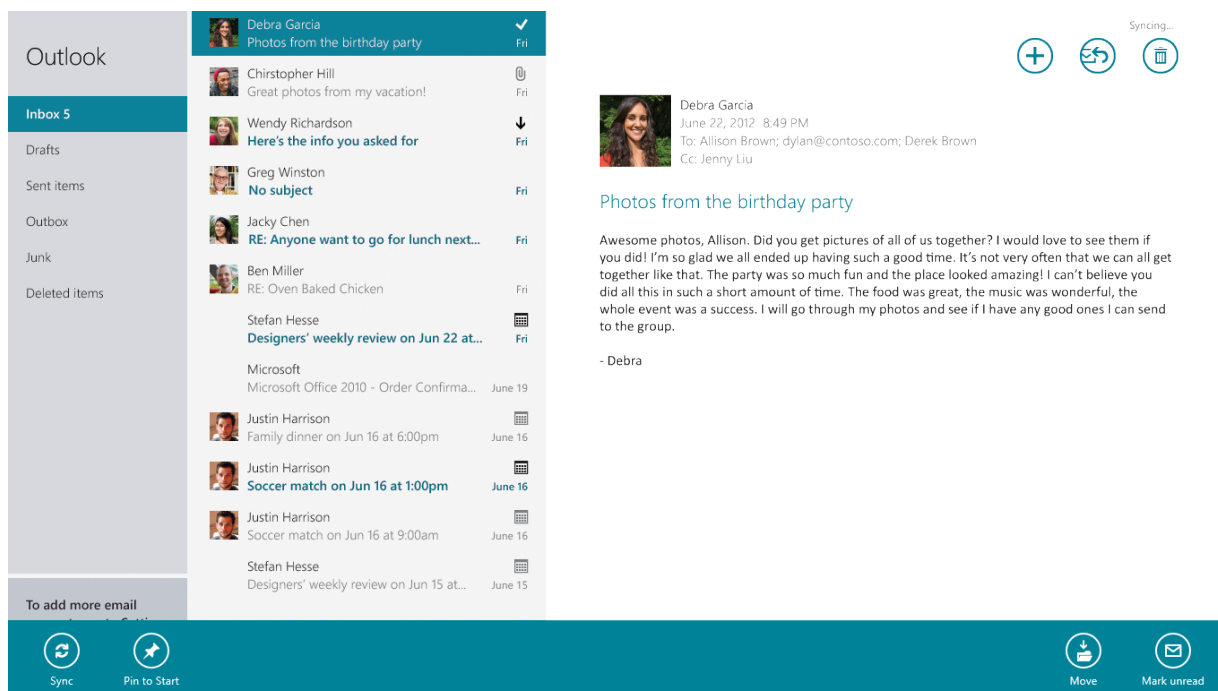 Outlook
Inbox 5
Drafts
Sent items
Outbox
Junk
Deleted items
To add more email
Debra Garcia
Photos from the birthday party
Fri
Chirstopher Hill
Great photos from my vacation!
Fri
Wendy Richardson
Here's the info you asked for
Fri
Greg Winston
No subject
Fri
Jacky Chen
RE: Anyone want to go for lunch next...
Fri
Ben Miller
RE: Oven Baked Chicken
Fri
Stefan Hesse
Designers' weekly review on Jun 22 at...
Fri
Microsoft
Microsoft Office 2010 - Order Confirma...
June 19
Justin Harrison
Family dinner on Jun 16 at 6:00pm
June 16
Justin Harrison
Soccer match on Jun 16 at 1:00pm
June 16
Justin Harrison
Soccer match on Jun 16 at 9:00am
June 16
Stefan Hesse
Designers' weekly review on Jun 15 at...
June 15
Syncing...
Debra Garcia
June 22, 2012 8:49 PM
To: Allison Brown; dylan@contoso.com; Derek Brown
Cc: Jenny Liu
Photos from the birthday party
Awesome photos, Allison. Did you get pictures of all of us together? I would love to see them if
you did! I'm so glad we all ended up having such a good time. It's not very often that we can all get
together like that. The party was so much fun and the place looked amazing! I can't believe you
did all this in such a short amount of time. The food was great, the music was wonderful, the
whole event was a success. I will go through my photos and see if I have any good ones I can send
to the group.
- Debra
Sync
Pin to Start
Move
Mark unread